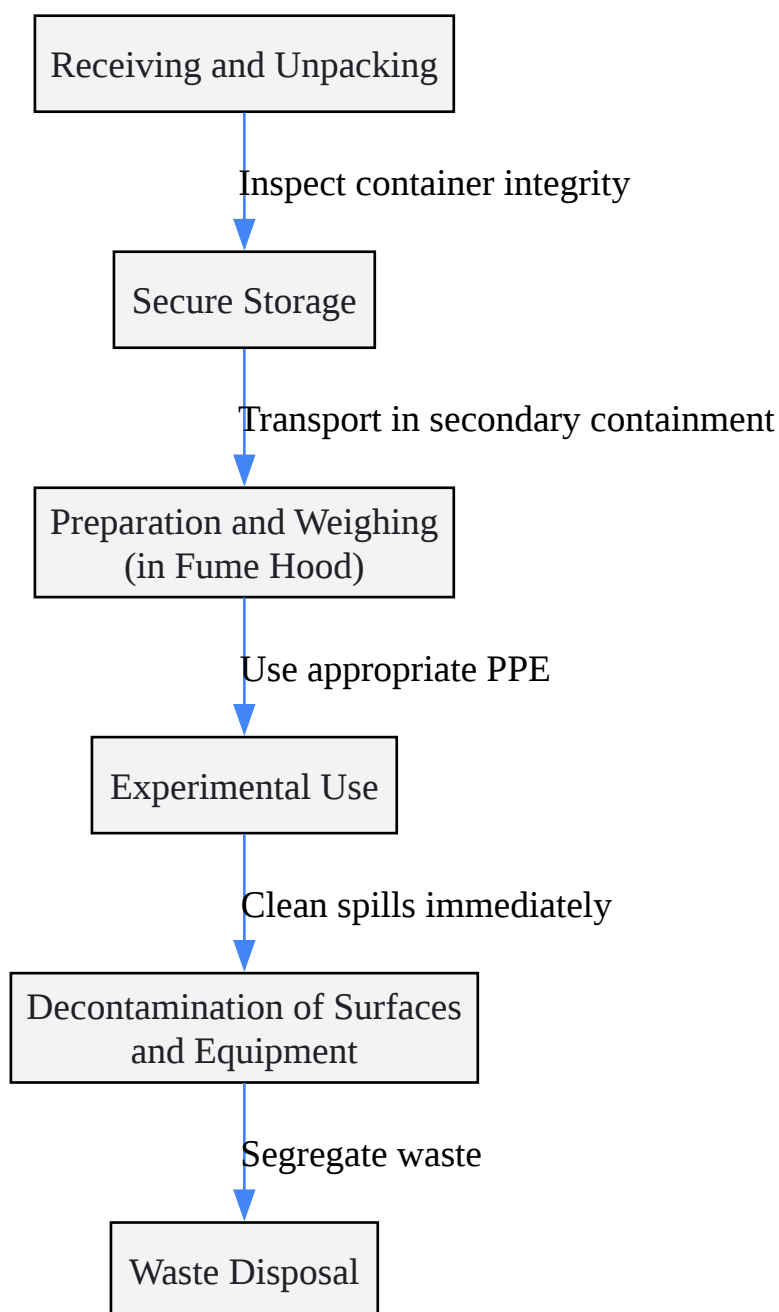 Receiving and Unpacking
Inspect container integrity
Secure Storage
Transport in secondary containment
Preparation and Weighing
(in Fume Hood)
Use appropriate PPE
Experimental Use
Clean spills immediately
Decontamination of Surfaces
and Equipment
Segregate waste
Waste Disposal